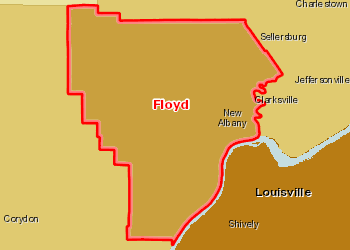 Charlestown
Sellersburg
Jeffersonville
Clarksville
Floyd
New
Albany
Louisville
Corydon
Shively